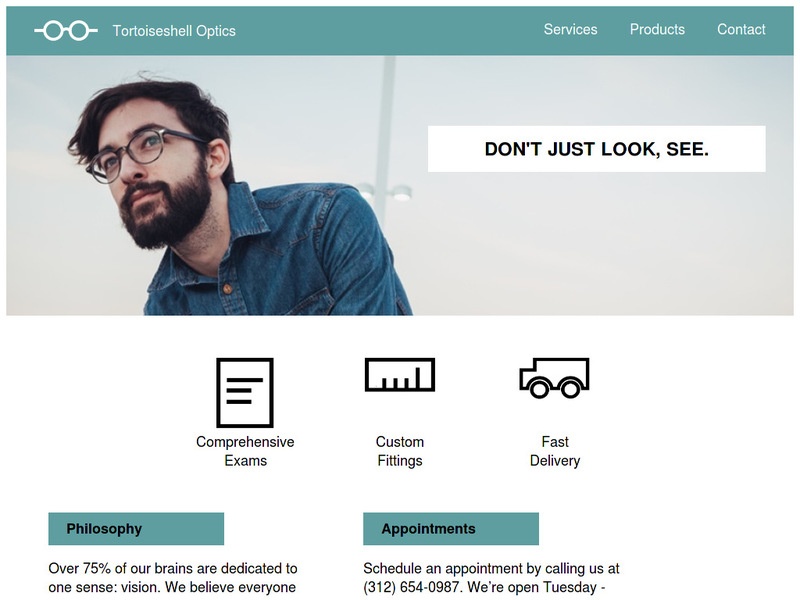 Tortoiseshell Optics
Services Products Contact
DON'T JUST LOOK, SEE.
Comprehensive
Exams
Custom
Fittings
Fast
Delivery
Philosophy
Over 75% of our brains are dedicated to
one sense: vision. We believe everyone
Appointments
Schedule an appointment by calling us at
(312) 654-0987. We’re open Tuesday -